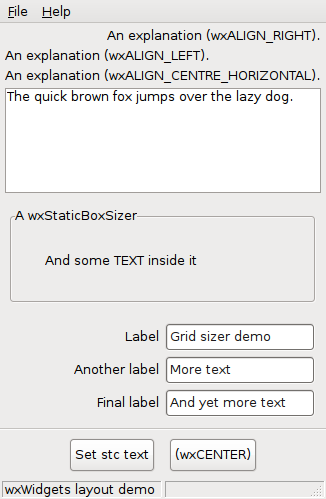 File Help
An explanation (wxALIGN_RIGHT).
An explanation (wxALIGN_LEFT).
An explanation (wxALIGN_CENTRE_HORIZONTAL).
The quick brown fox jumps over the lazy dog.
A wxStaticBoxSizer
And some TEXT inside it
Label Grid sizer demo
Another label More text
Final label And yet more text
Set stc text (wxCENTER)
wxWidgets layout demo